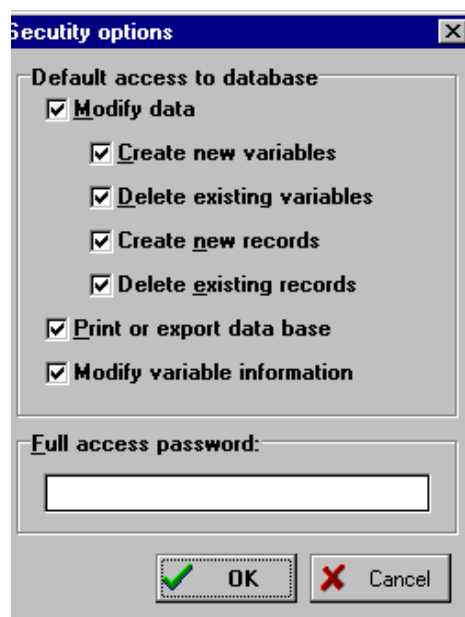 Secutity options
Default access to database
Modify data
Create new variables
Delete existing variables
Create new records
Delete existing records
Print or export data base
Modify variable information
Full access password:
OK
Cancel